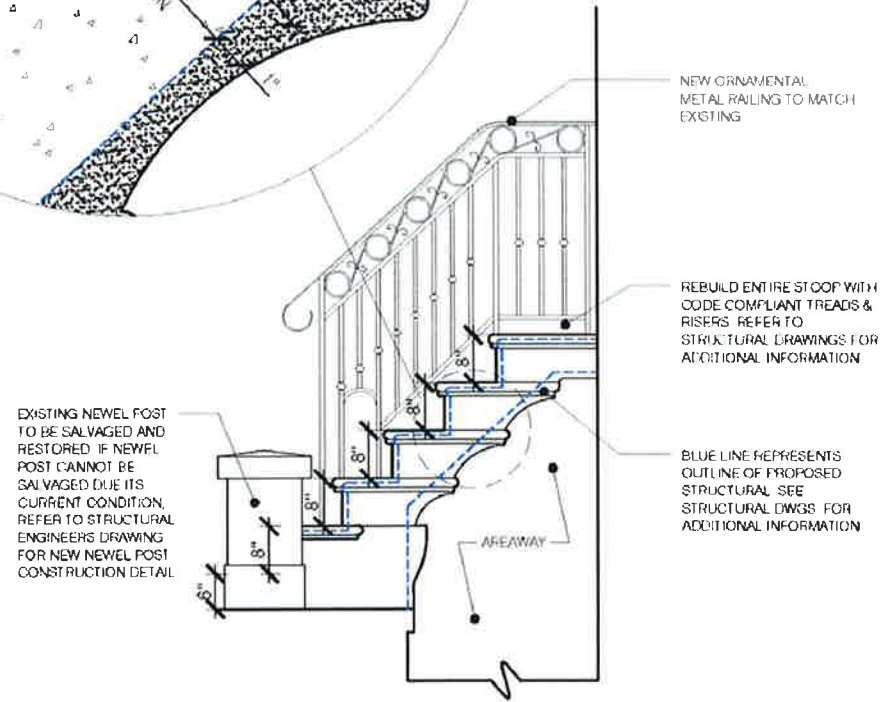 1"
NEW ORNAMENTAL
METAL RAILING TO MATCH
EXISTING
REBUILD ENTIRE STOOP WITH
CODE COMPLIANT TREADS &
RISERS REFER TO
STRUCTURAL DRAWINGS FOR
ADDITIONAL INFORMATION
8"
8"
8"
8"
8"
6"
EXISTING NEWEL POST
TO BE SALVAGED AND
RESTORED IF NEWEL
POST CANNOT BE
SALVAGED DUE ITS
CURRENT CONDITION,
REFER TO STRUCTURAL
ENGINEERS DRAWING
FOR NEW NEWEL POST
CONSTRUCTION DETAIL
BLUE LINE REPRESENTS
OUTLINE OF PROPOSED
STRUCTURAL SEE
STRUCTURAL DWGS FOR
ADDITIONAL INFORMATION
AREAWAY